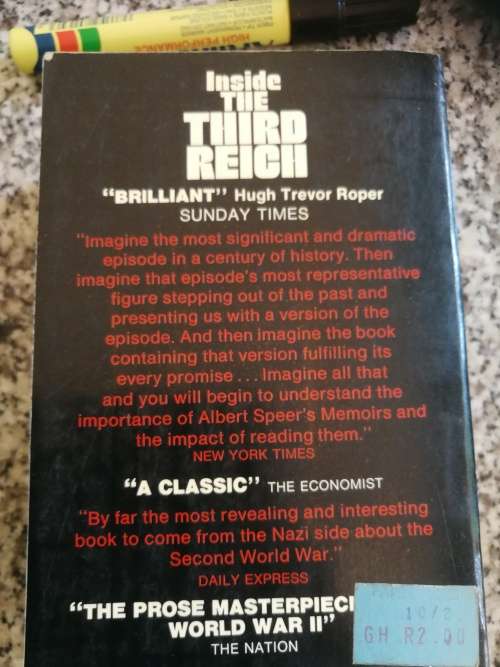 HIGH PERFORMANCE
Inside
THE
THIRD
REICH
“BRILLIANT” Hugh Trevor Roper
SUNDAY TIMES
“Imagine the most significant and dramatic
episode in a century of history. Then
imagine that episode's most representative
figure stepping out of the past and
presenting us with a version of the
episode. And then imagine the book
containing that version fulfilling its
every promise . . . Imagine all that
and you will begin to understand the
importance of Albert Speer's Memoirs and
the impact of reading them.”
NEW YORK TIMES
“A CLASSIC” THE ECONOMIST
“By far the most revealing and interesting
book to come from the Nazi side about the
Second World War.”
DAILY EXPRESS
“THE PROSE
WORLD WAR II”
THE NATION
GH R2.00